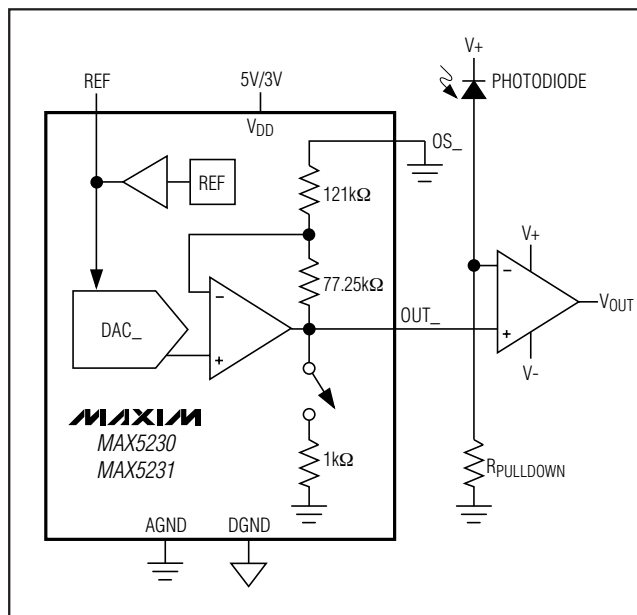 REF
5V/3V
V+
PHOTODIODE
VDD
OS_
REF
121kΩ
77.25kΩ
V+
−
−
DAC_
OUT_
VOUT
+
+
V-
MAXIM
MAX5230
MAX5231
1kΩ
RPULLDOWN
AGND
DGND